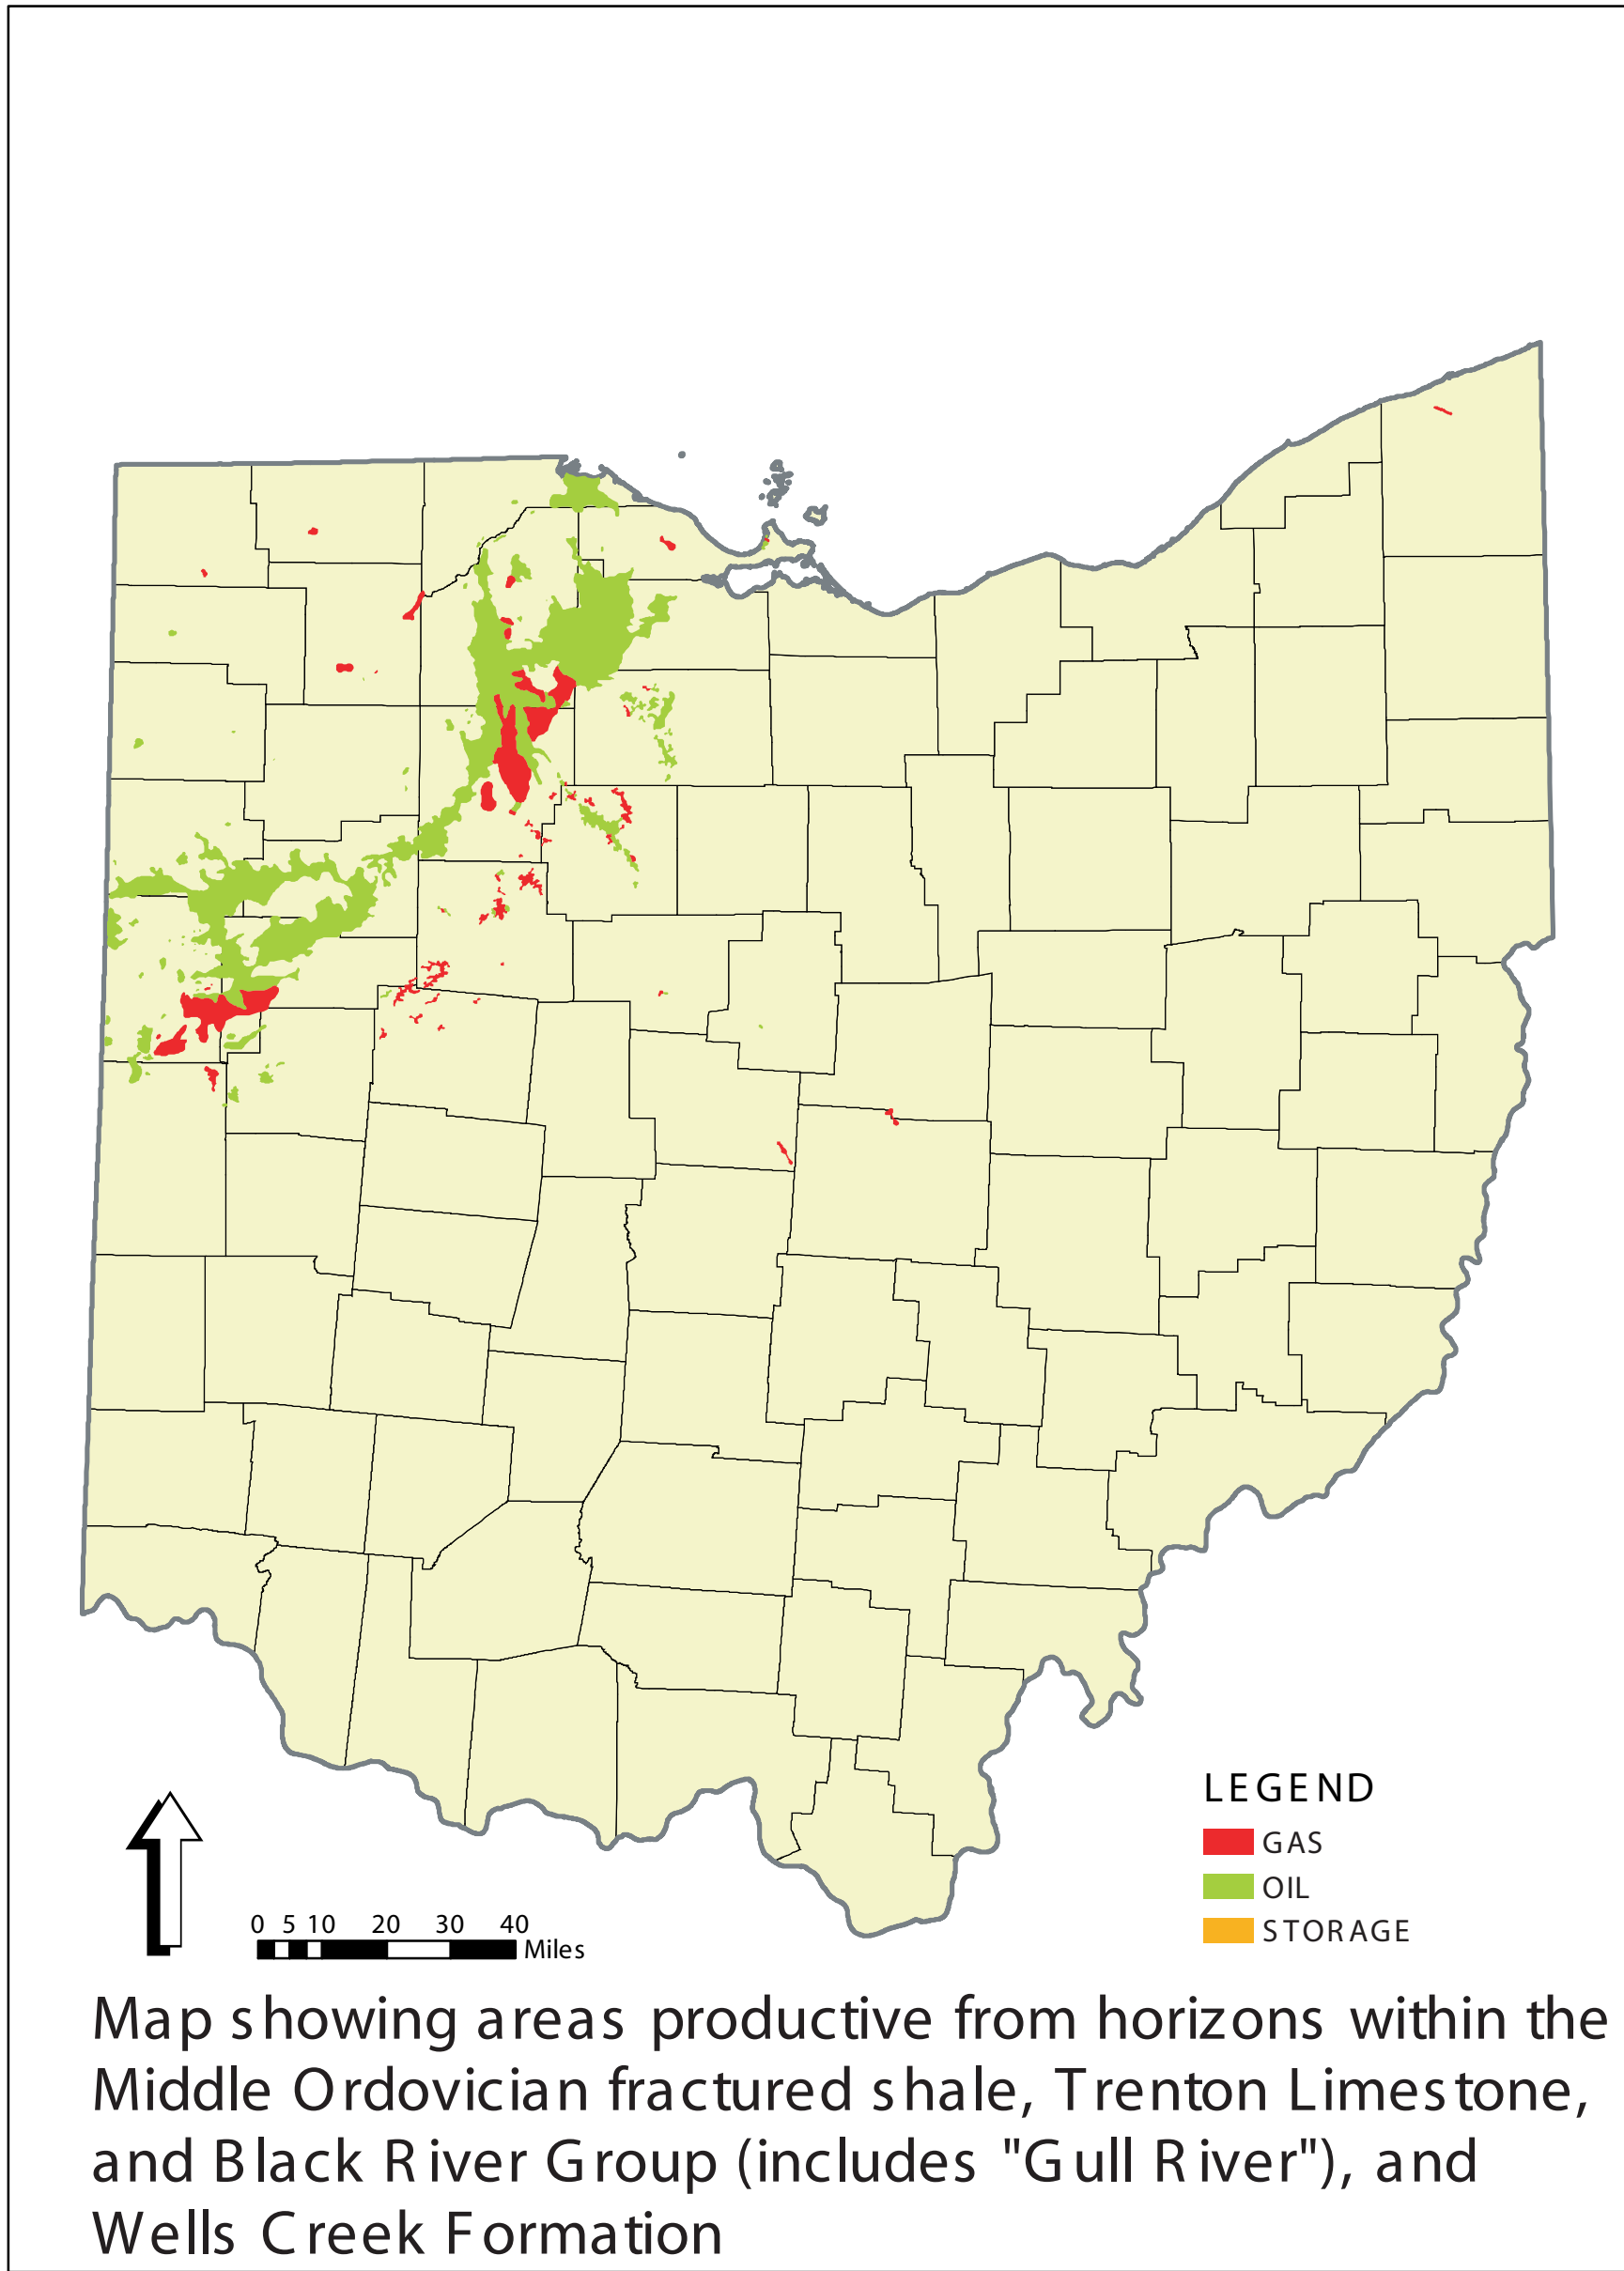 LEGEND
GAS
OIL
STORAGE
0 5 10 20 30 40
Miles
Map showing areas productive from horizons within the
Middle Ordovician fractured shale, Trenton Limestone,
and Black River Group (includes "Gull River"), and
Wells Creek Formation